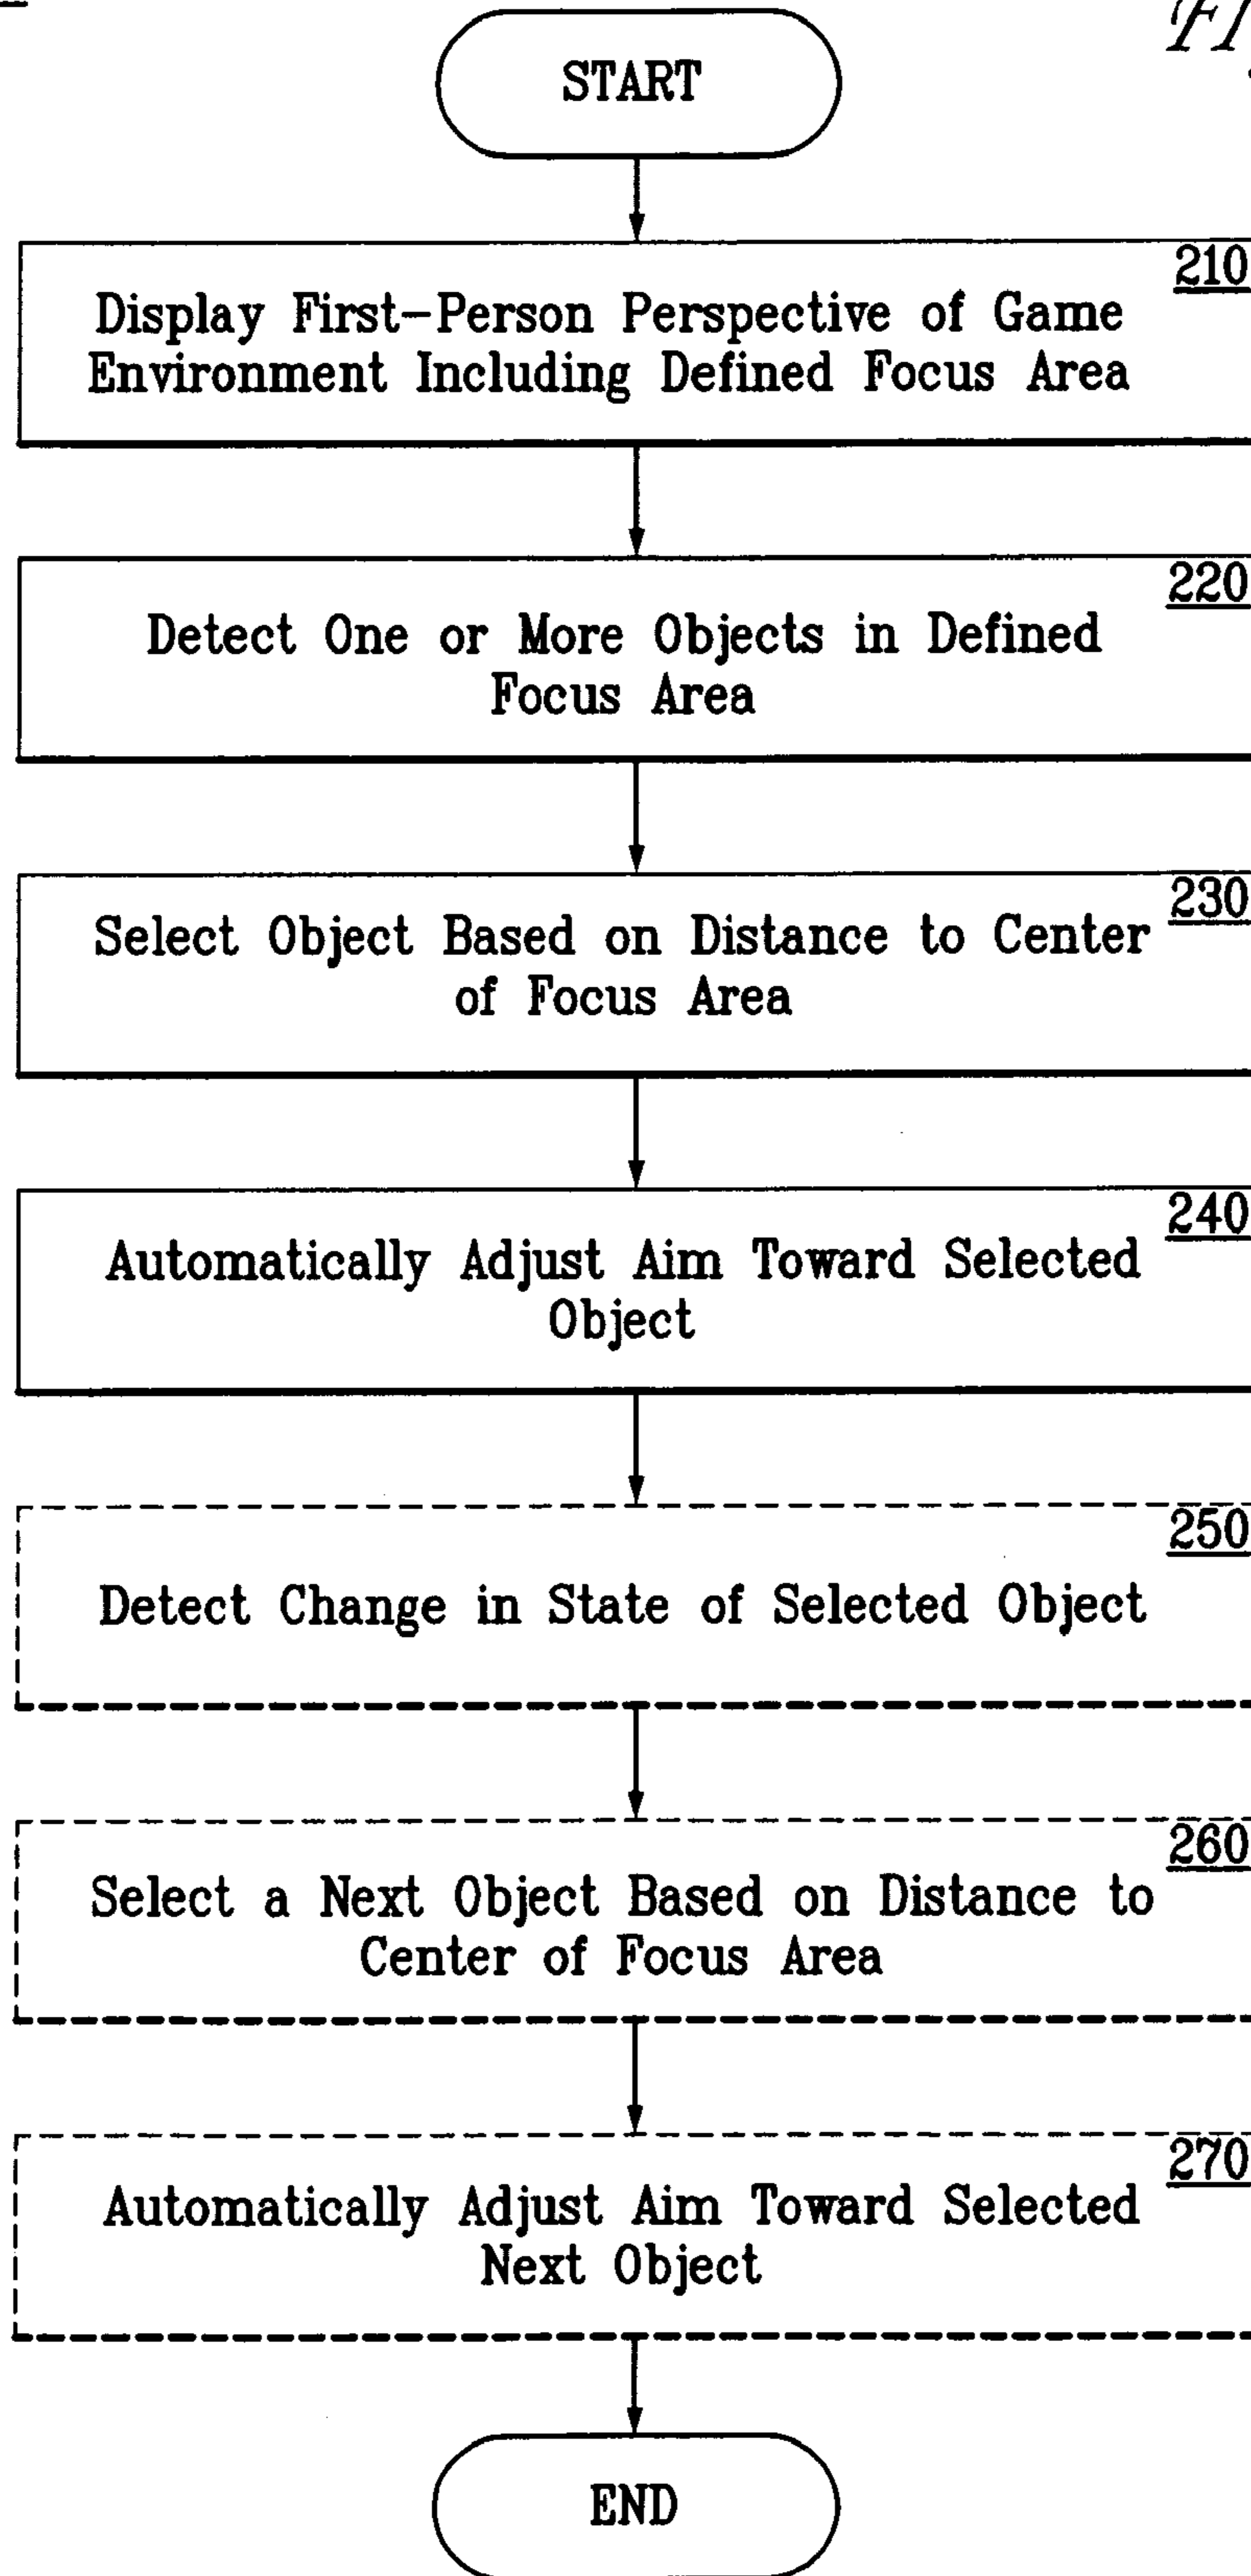 START
210
Display First-Person Perspective of Game
Environment Including Defined Focus Area
220
Detect One or More Objects in Defined
Focus Area
230
Select Object Based on Distance to Center
of Focus Area
240
Automatically Adjust Aim Toward Selected
Object
250
Detect Change in State of Selected Object
260
Select a Next Object Based on Distance to
Center of Focus Area
270
Automatically Adjust Aim Toward Selected
Next Object
END